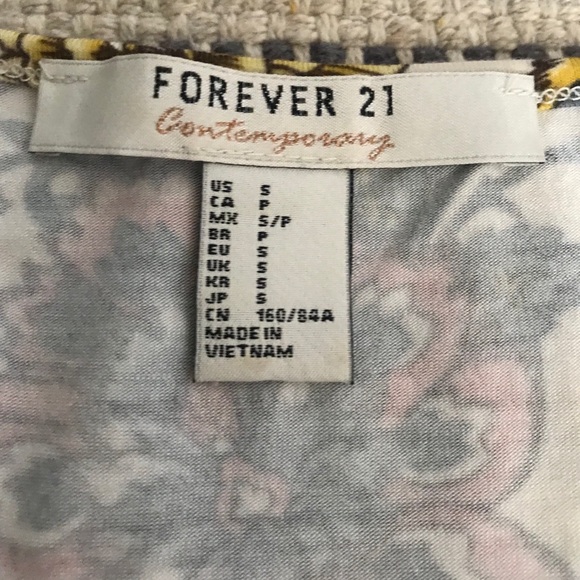 FOREVER 21
Contemporary
US S
CA P
MX S/P
BR P
EU S
UK S
KR S
JP S
CN 160/84A
MADE IN
VIETNAM